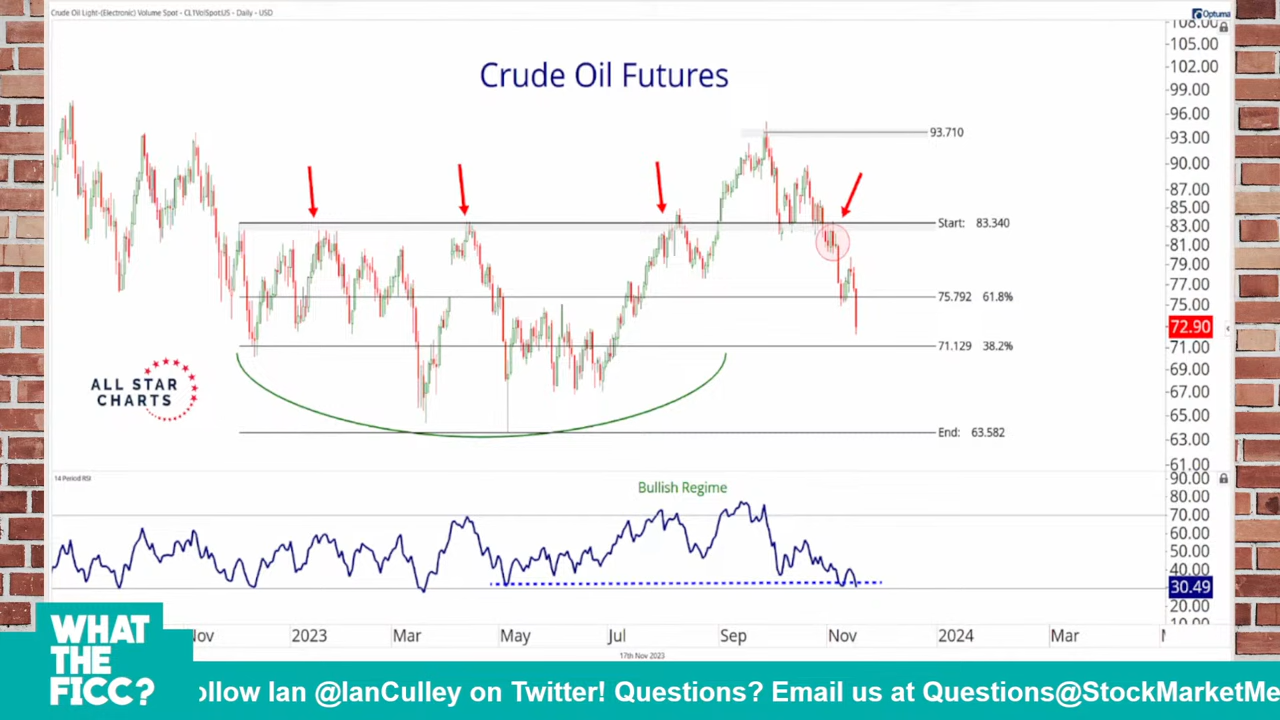 Crude Oil Light-(Electronic) Volume Spot - CL1VolSpot:US - Daily - USD
Optuma
Crude Oil Futures
108.00
105.00
102.00
99.00
96.00
93.00
90.00
87.00
85.00
83.00
81.00
79.00
77.00
75.00
72.90
71.00
69.00
67.00
65.00
63.00
61.00
93.710
Start: 83.340
75.792 61.8%
71.129 38.2%
End: 63.582
ALL STAR
CHARTS
14 Period RSI
Bullish Regime
90.00
80.00
70.00
60.00
50.00
40.00
30.49
20.00
10.00
Nov 2023 Mar May Jul Sep Nov 2024 Mar M
17th Nov 2023
WHAT
THE
FICC?
ollow Ian @IanCulley on Twitter! Questions? Email us at Questions@StockMarketMe